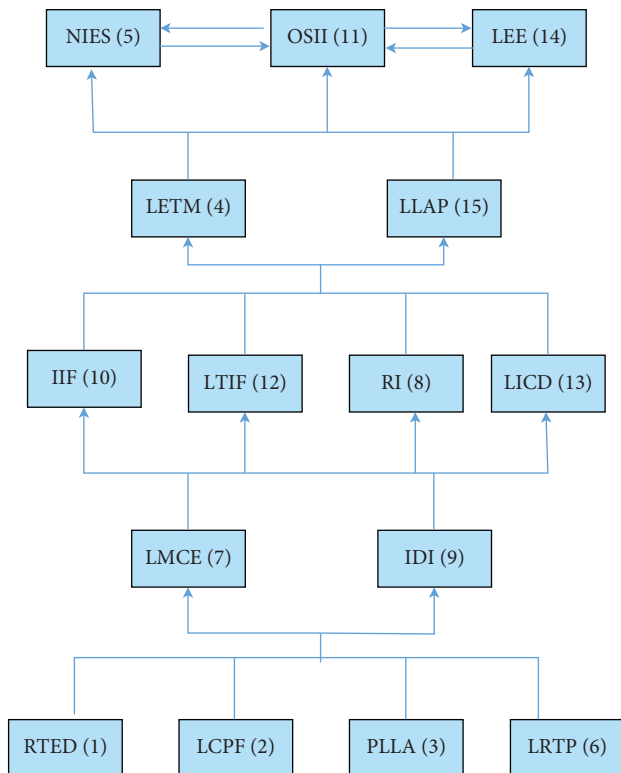 NIES (5) OSII (11) LEE (14)
LETM (4) LLAP (15)
IIF (10) LTIF (12) RI (8) LICD (13)
LMCE (7) IDI (9)
RTED (1) LCPF (2) PLLA (3) LRTP (6)